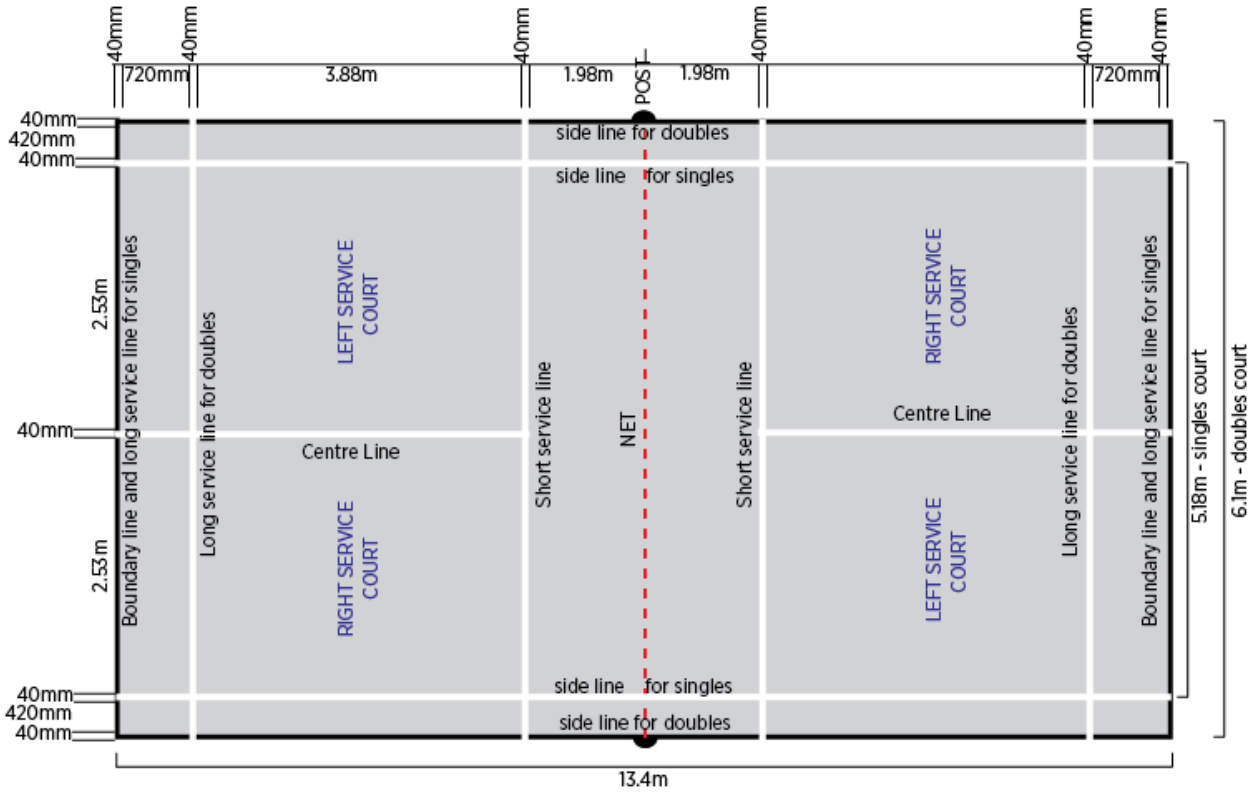 40mm
40mm
40mm
40mm
40mm
40mm
720mm
3.88m
1.98m
POST
1.98m
720mm
40mm
420mm
40mm
side line for doubles
side line for singles
2.53m
Boundary line and long service line for singles
Long service line for doubles
LEFT SERVICE
COURT
Short service line
NET
Short service line
RIGHT SERVICE
COURT
Llong service line for doubles
Boundary line and long service line for singles
5.18m - singles court
6.1m - doubles court
40mm
Centre Line
Centre Line
2.53m
RIGHT SERVICE
COURT
LEFT SERVICE
COURT
40mm
420mm
40mm
side line for singles
side line for doubles
13.4m